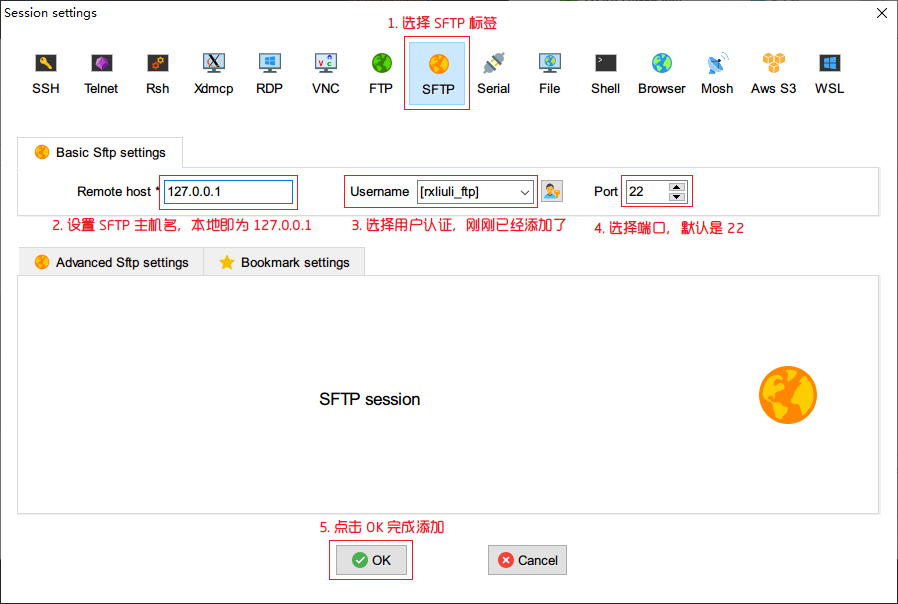 Session settings
1. 选择 SFTP 标签
SSH Telnet Rsh Xdmcp RDP VNC FTP SFTP Serial File Shell Browser Mosh Aws S3 WSL
Basic Sftp settings
Remote host * 127.0.0.1 Username [rxliuli_ftp] Port 22
2. 设置 SFTP 主机名，本地即为 127.0.0.1 3. 选择用户认证，刚刚已经添加了 4. 选择端口，默认是 22
Advanced Sftp settings Bookmark settings
SFTP session
5. 点击 OK 完成添加
OK Cancel